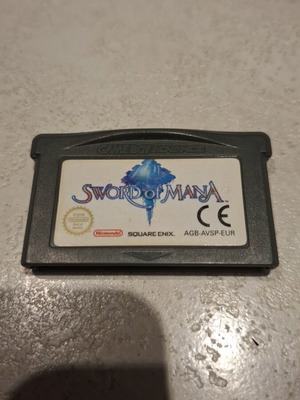 GAME BOY ADVANCE
SWORD of MANA
CE
Nintendo SQUARE ENIX. AGB-AVSP-EUR